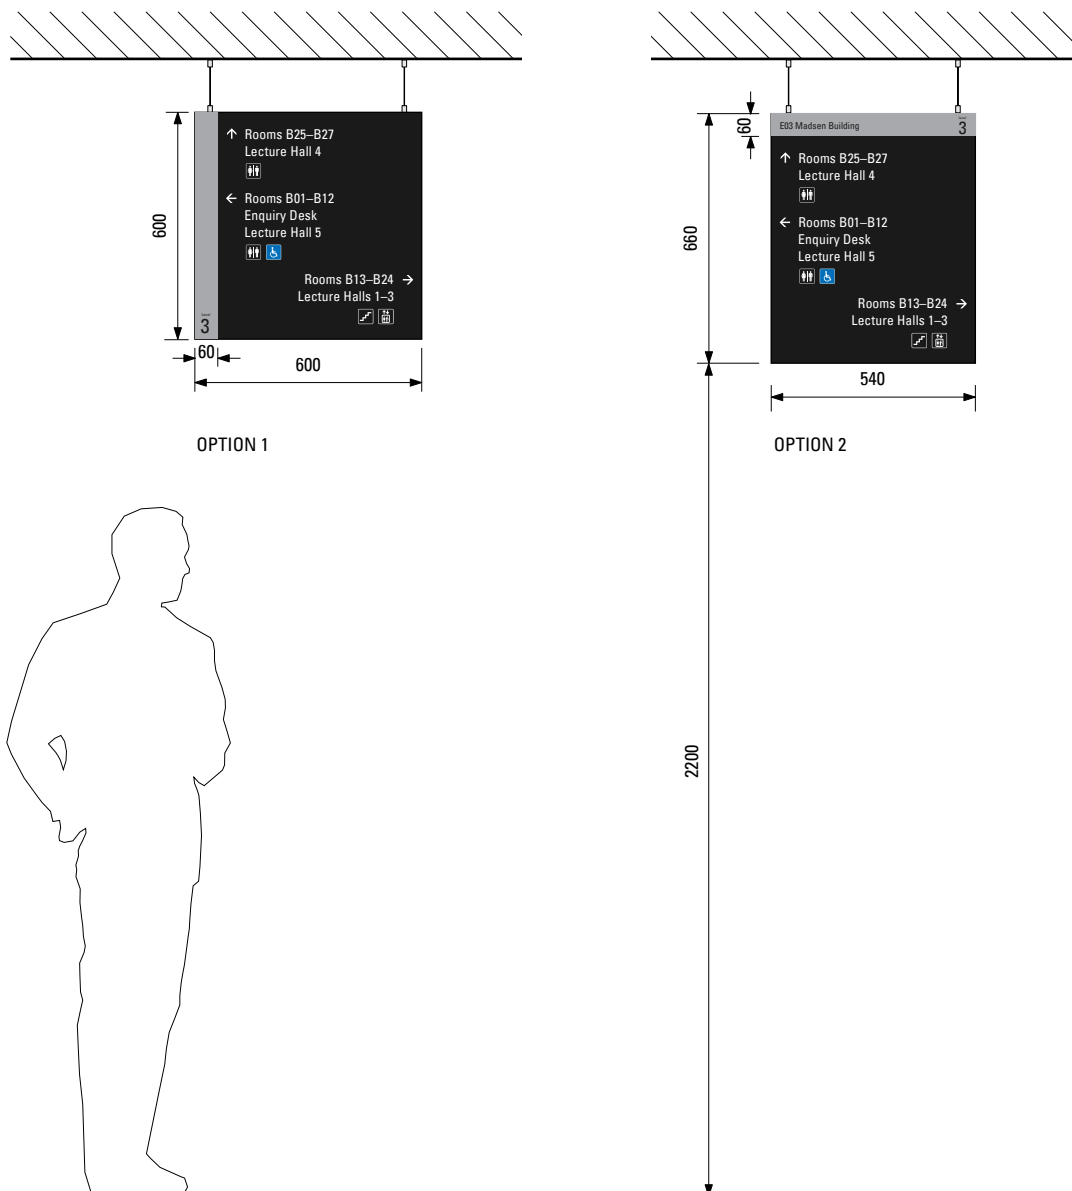 ↑ Rooms B25–B27
Lecture Hall 4
← Rooms B01–B12
Enquiry Desk
Lecture Hall 5
Rooms B13–B24 →
Lecture Halls 1–3
Level
3
600
60
600
OPTION 1
60
E03 Madsen Building
Level
3
↑ Rooms B25–B27
Lecture Hall 4
← Rooms B01–B12
Enquiry Desk
Lecture Hall 5
Rooms B13–B24 →
Lecture Halls 1–3
660
540
OPTION 2
2200